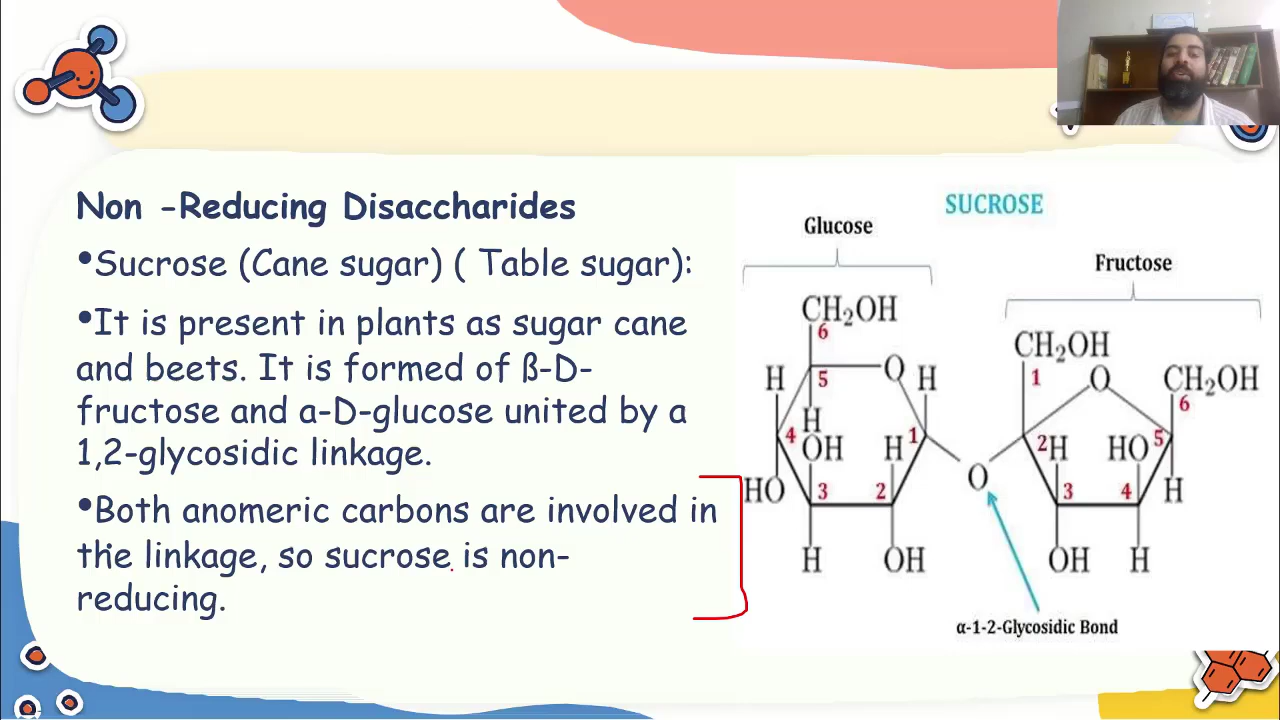 Non -Reducing Disaccharides
•Sucrose (Cane sugar) ( Table sugar):
•It is present in plants as sugar cane
and beets. It is formed of ß-D-
fructose and α-D-glucose united by a
1,2-glycosidic linkage.
•Both anomeric carbons are involved in
the linkage, so sucrose is non-
reducing.
SUCROSE
Glucose
Fructose
CH₂OH
6
CH₂OH
H
5
O
H
1
O
CH₂OH
6
H
4
OH
H
1
2
H
HO
5
HO
3
2
O
3
4
H
H
OH
OH
H
α-1-2-Glycosidic Bond